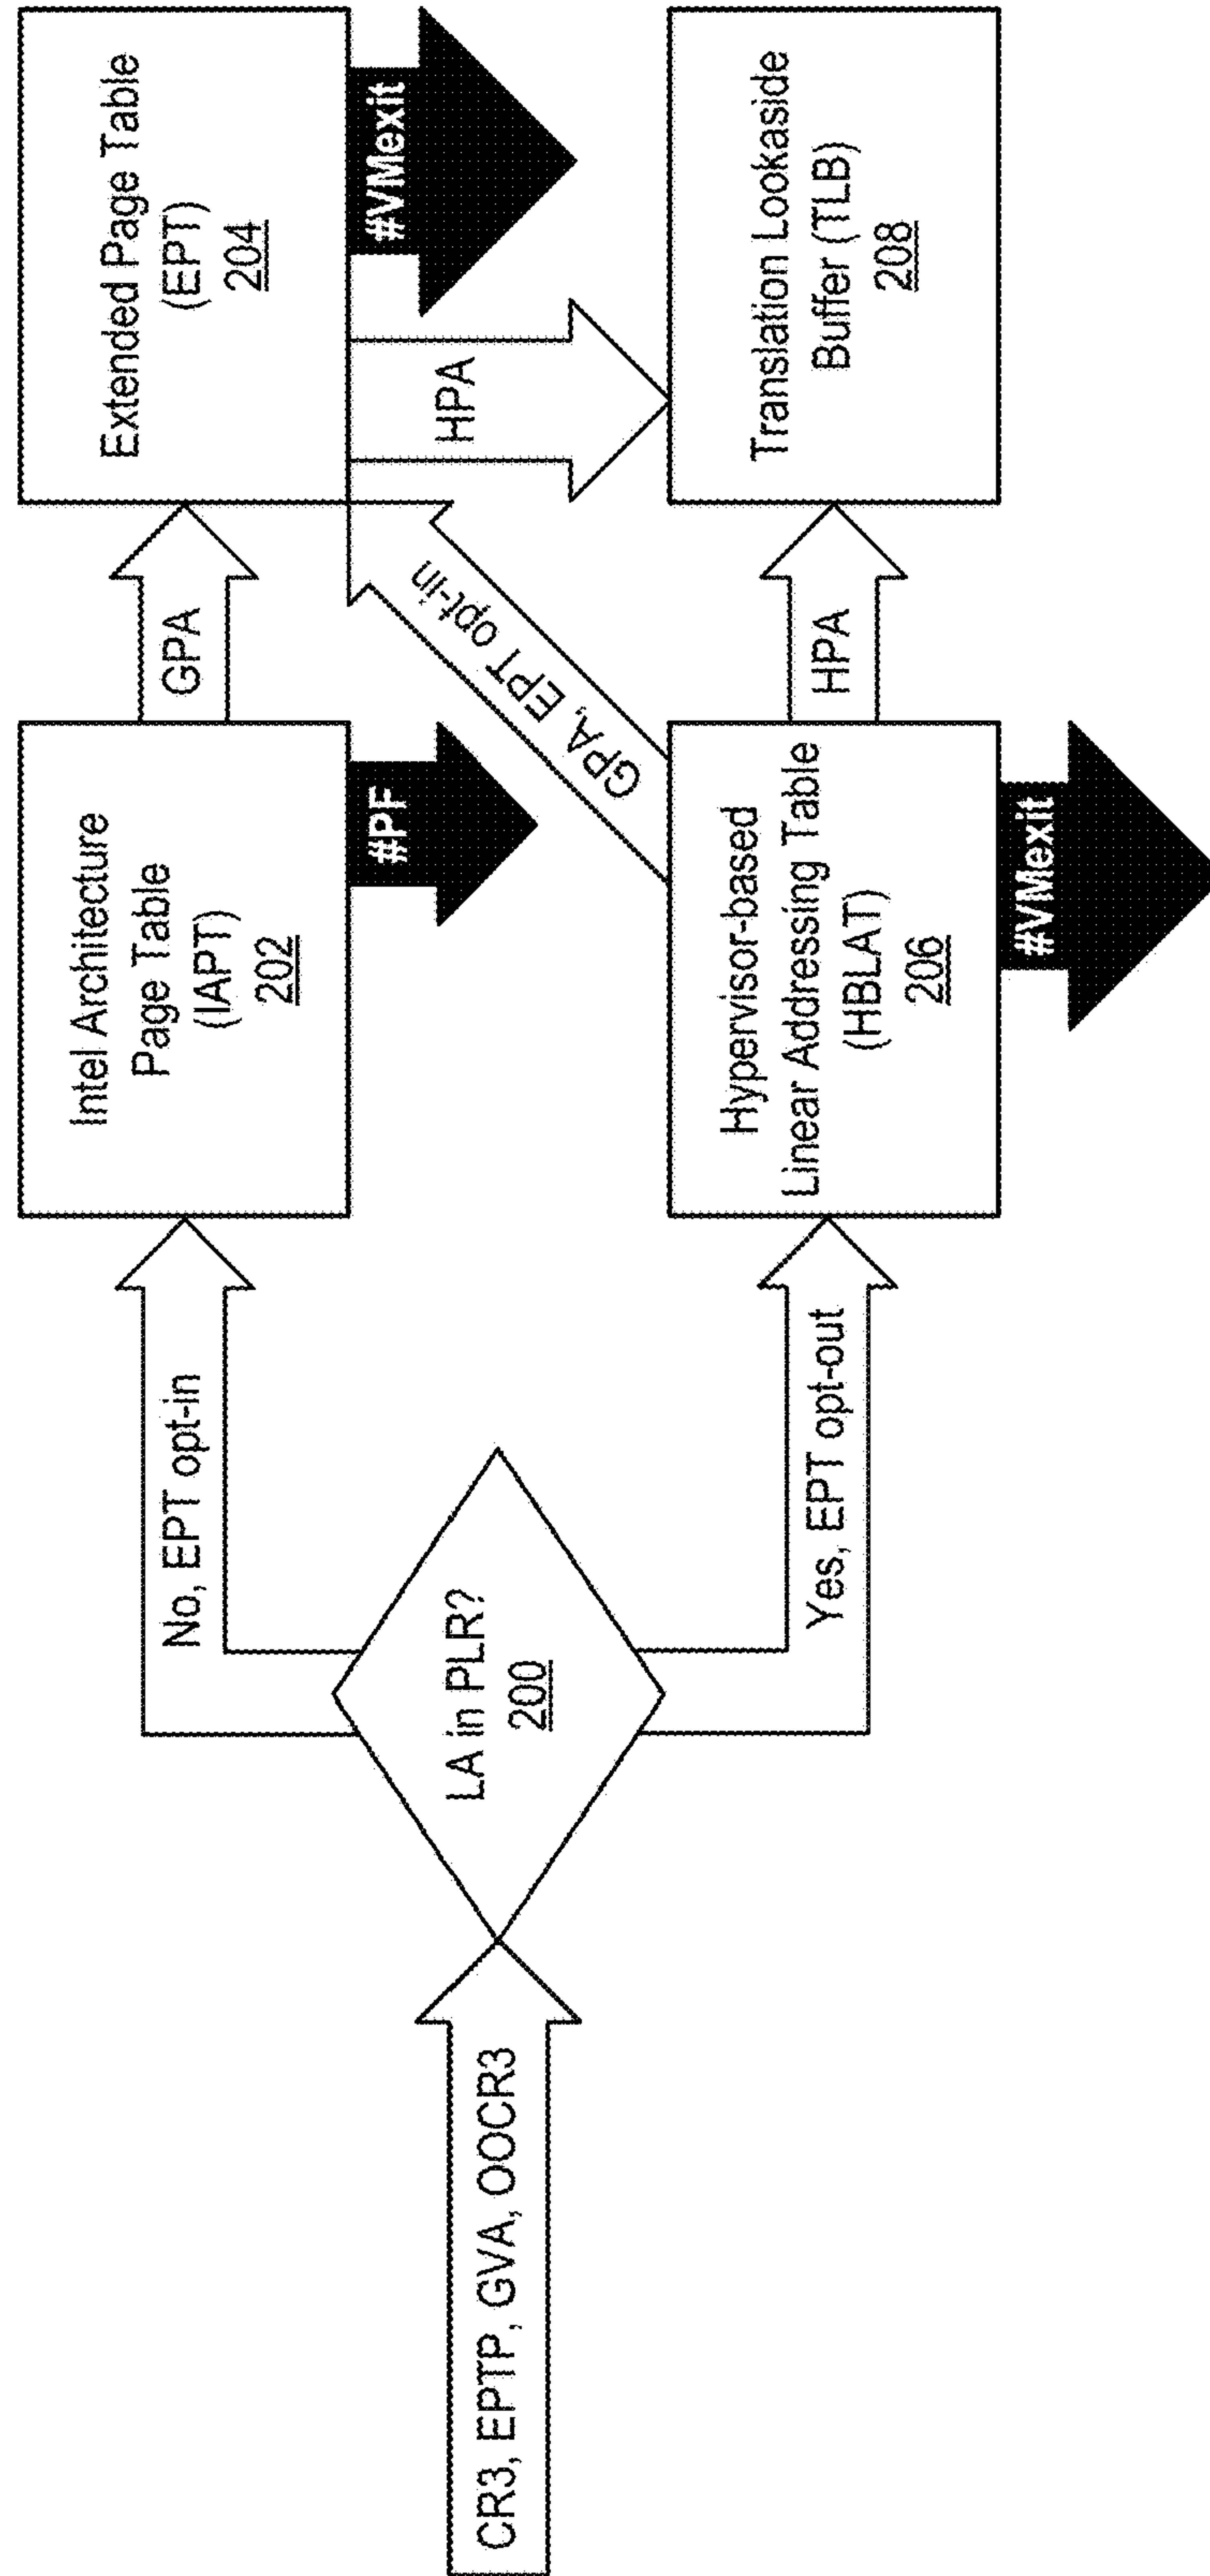 CR3, EPTP, GVA, OOCR3
LA in PLR?
200
No, EPT opt-in
Yes, EPT opt-out
Intel Architecture
Page Table
(IAPT)
202
#PF
GPA
Extended Page Table
(EPT)
204
#VMexit
HPA
GPA, EPT opt-in
Hypervisor-based
Linear Addressing Table
(HBLAT)
206
#VMexit
HPA
Translation Lookaside
Buffer (TLB)
208